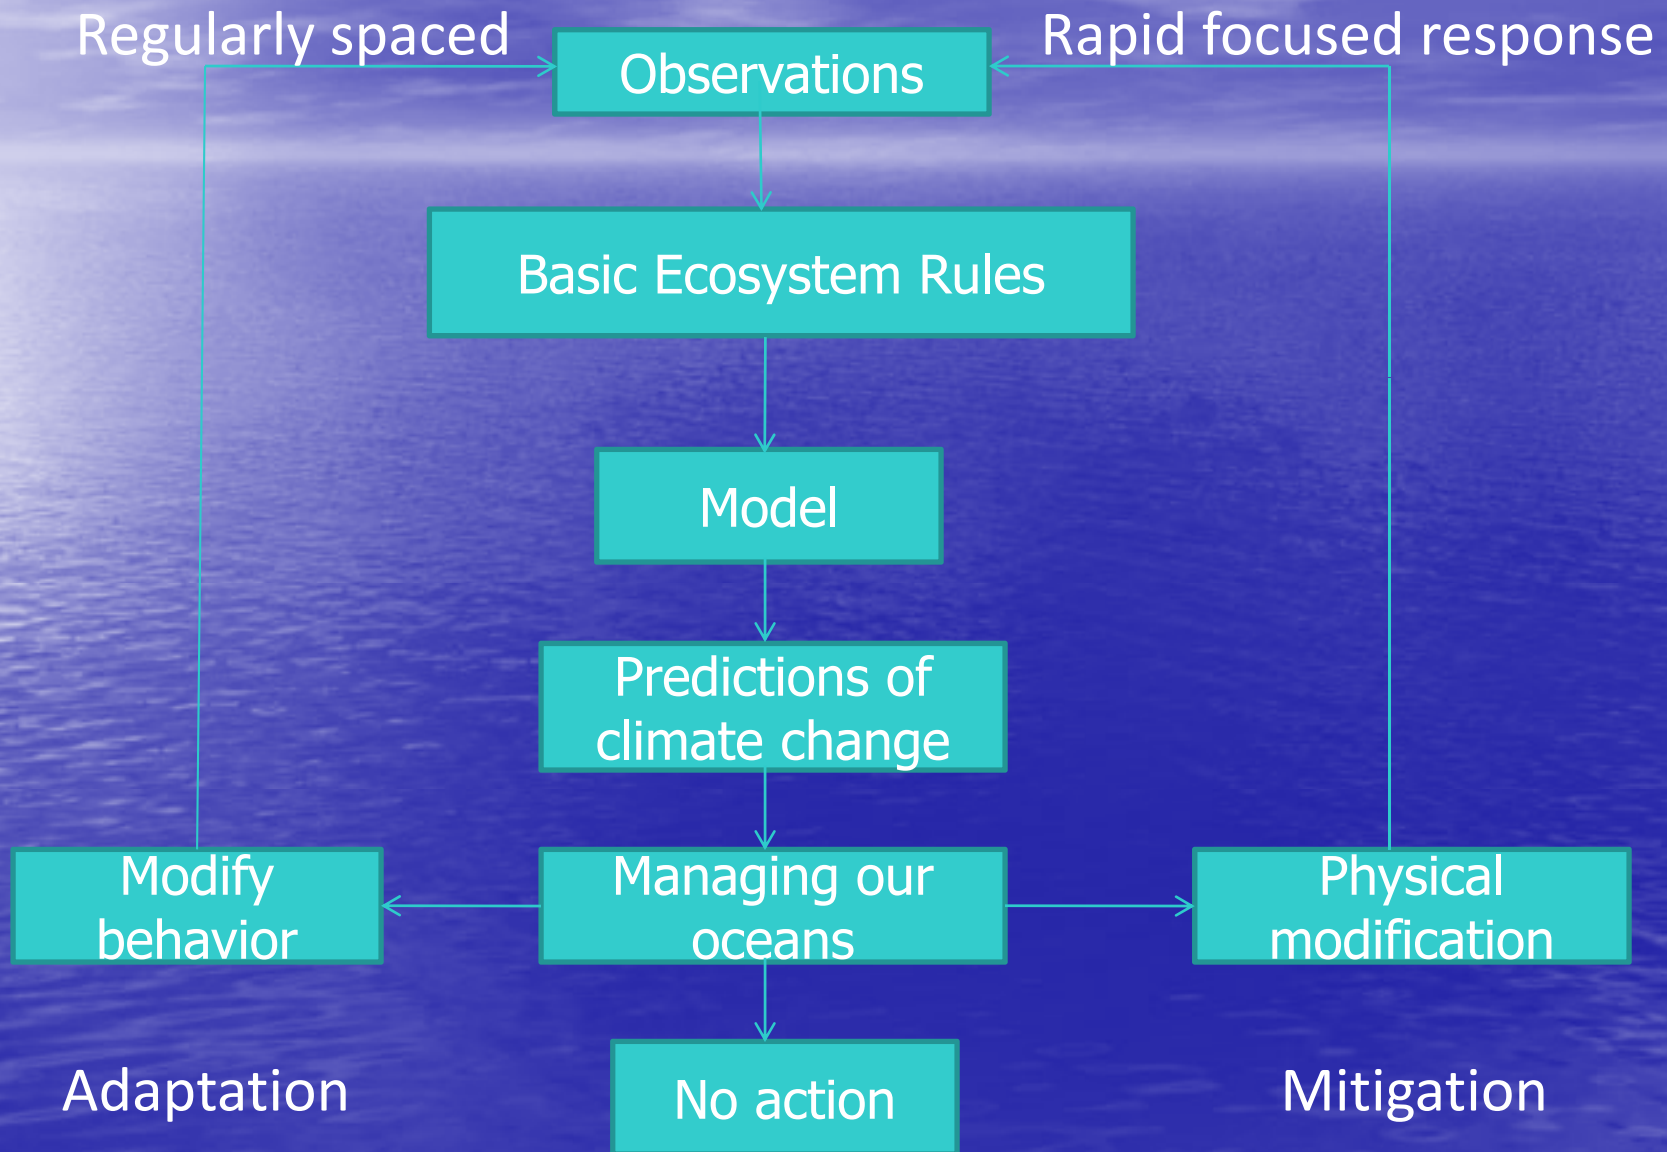 Regularly spaced
Rapid focused response
Observations
Basic Ecosystem Rules
Model
Predictions of
climate change
Modify
behavior
Managing our
oceans
Physical
modification
Adaptation
No action
Mitigation